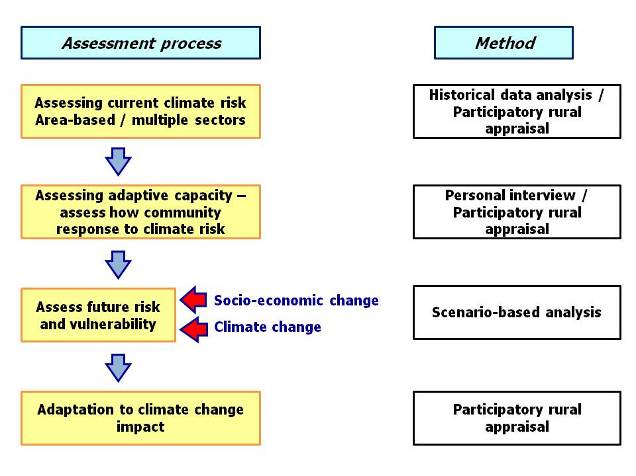 Assessment process
Method
Assessing current climate risk
Area-based / multiple sectors
Historical data analysis /
Participatory rural
appraisal
Assessing adaptive capacity –
assess how community
response to climate risk
Personal interview /
Participatory rural
appraisal
Assess future risk
and vulnerability
Socio-economic change
Climate change
Scenario-based analysis
Adaptation to climate change
impact
Participatory rural
appraisal